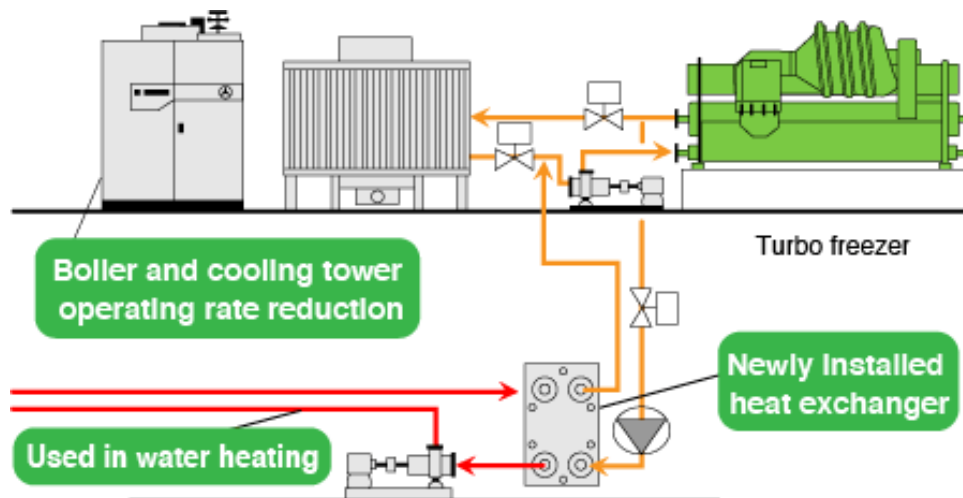 Turbo freezer
Boiler and cooling tower
operating rate reduction
Newly Installed
heat exchanger
Used in water heating